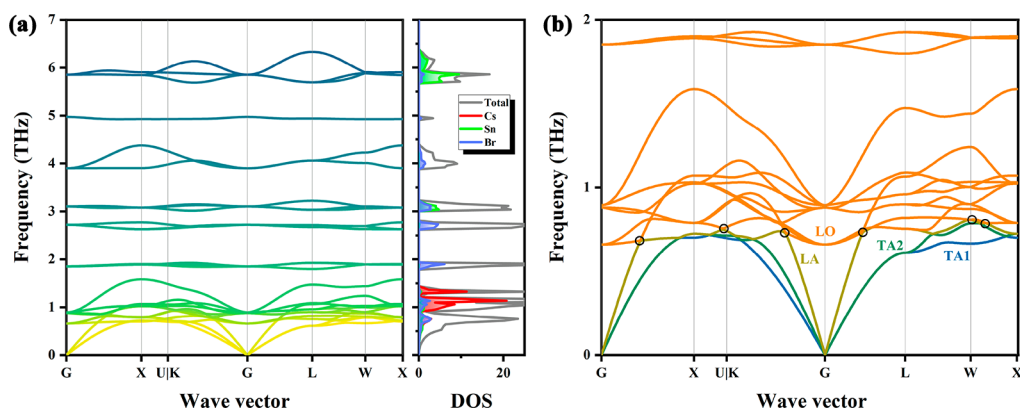 (a)
7
6
5
4
3
2
1
0
Frequency (THz)
G X U|K G L W X
Wave vector
Total
Cs
Sn
Br
0 20
DOS
(b)
2
1
0
Frequency (THz)
LO
LA
TA2
TA1
G X U|K G L W X
Wave vector